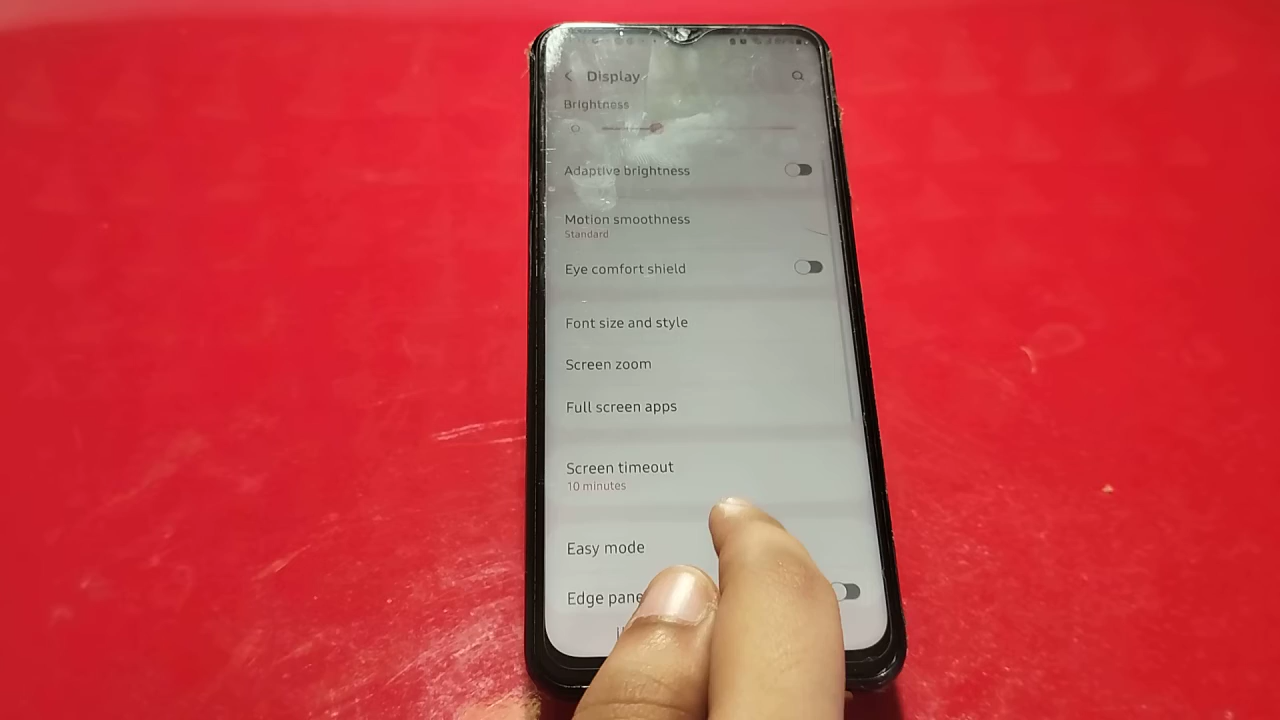 Display
Brightness
Adaptive brightness
Motion smoothness
Standard
Eye comfort shield
Font size and style
Screen zoom
Full screen apps
Screen timeout
10 minutes
Easy mode
Edge